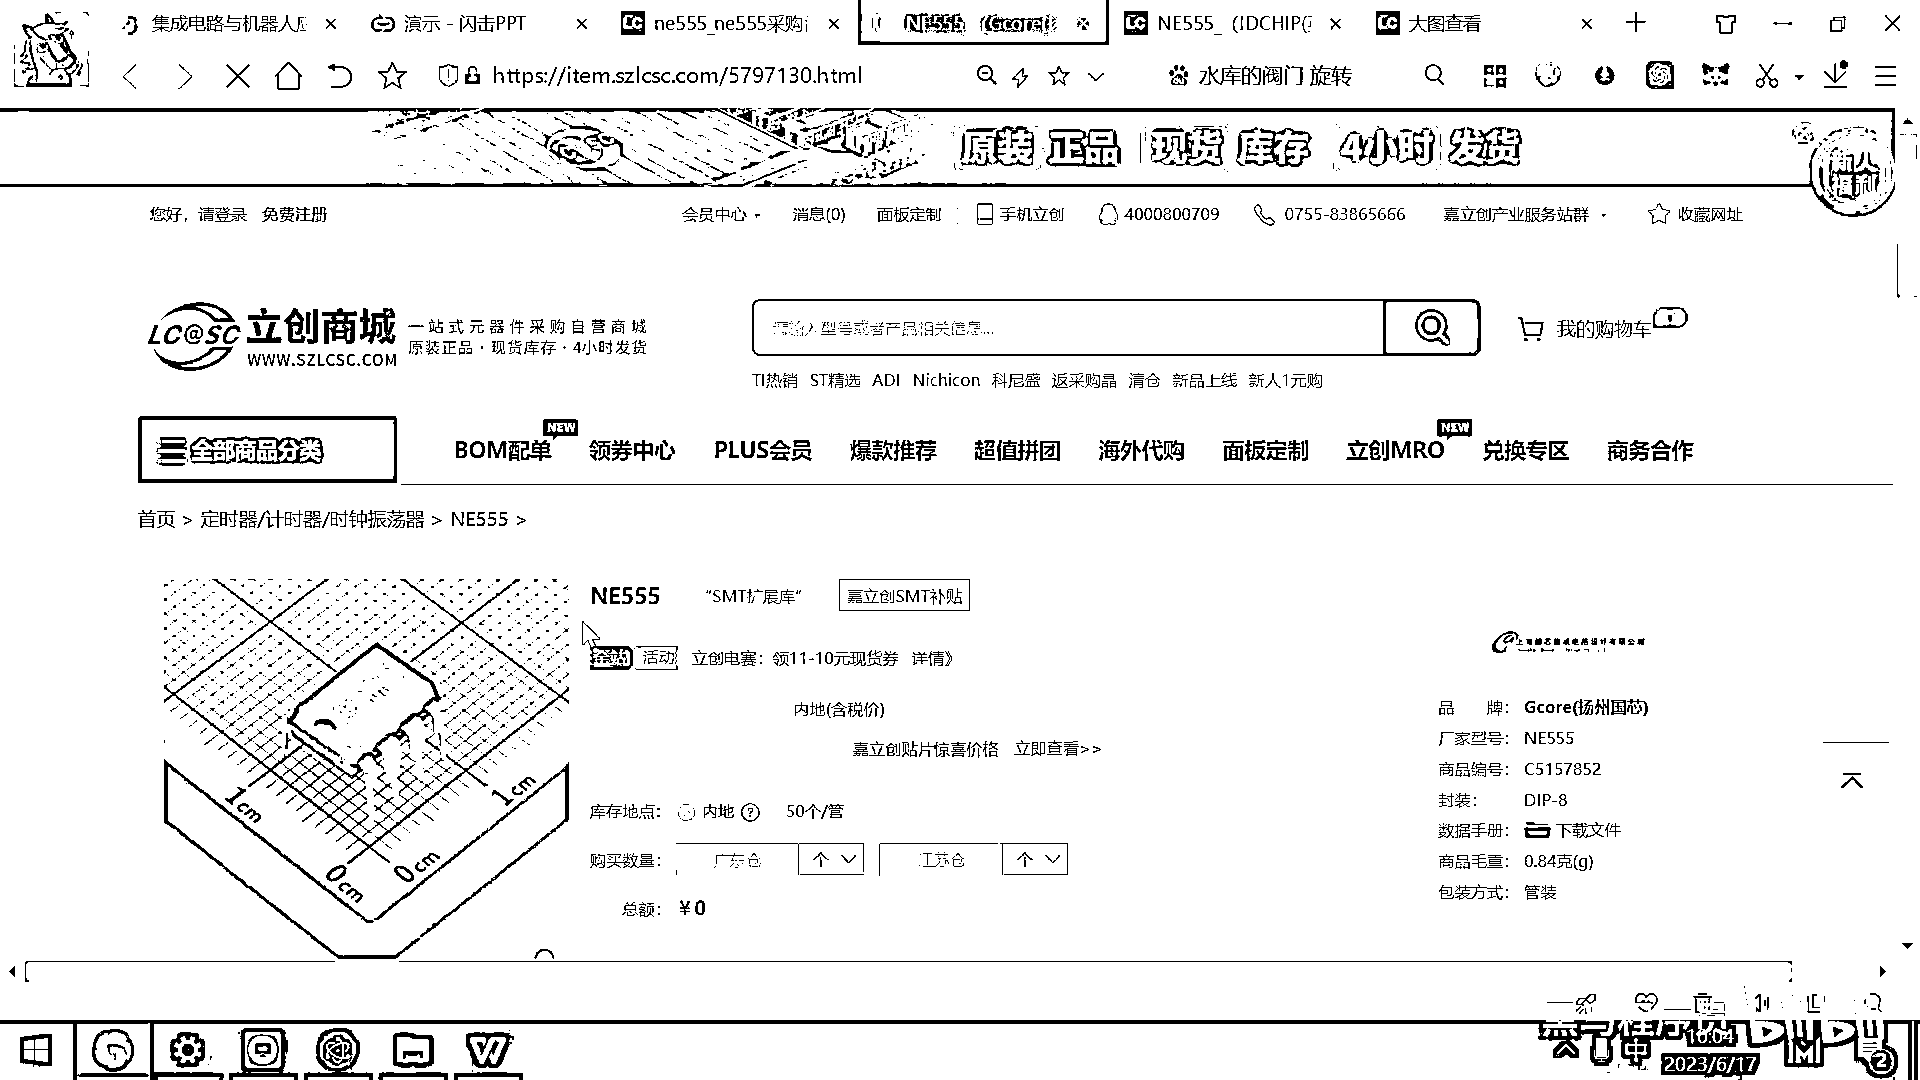 集成电路与机器人应
演示 - 闪击PPT
ne555_ne555采购
NE555 (Gcore(
NE555_ (IDCHIP(
大图查看
https://item.szlcsc.com/5797130.html
水库的阀门 旋转
原装 正品 现货 库存 4小时 发货
新人
福利
您好，请登录 免费注册
会员中心 消息(0) 面板定制 手机立创 4000800709 0755-83865666 嘉立创产业服务站群 收藏网址
LC@SC 立创商城
WWW.SZLCSC.COM
一站式元器件采购自营商城
原装正品·现货库存·4小时发货
请输入型号或者产品相关信息...
我的购物车
TI热销 ST精选 ADI Nichicon 科尼盛 返采购晶 清仓 新品上线 新人1元购
全部商品分类
BOM配单 NEW 领券中心 PLUS会员 爆款推荐 超值拼团 海外代购 面板定制 立创MRO NEW 兑换专区 商务合作
首页 > 定时器/计时器/时钟振荡器 > NE555 >
NE555 “SMT扩展库” 嘉立创SMT补贴
全站 活动 立创电赛：领11-10元现货券 详情》
内地(含税价)
嘉立创贴片惊喜价格 立即查看>>
库存地点： 内地 50个/管
购买数量： 广东仓 个 江苏仓 个
总额： ￥0
1cm
1cm
0cm
0cm
品 牌： Gcore(扬州国芯)
厂家型号： NE555
商品编号： C5157852
封装： DIP-8
数据手册： 下载文件
商品毛重： 0.84克(g)
包装方式： 管装
黑马程序员
中
16:04
2023/6/17
2